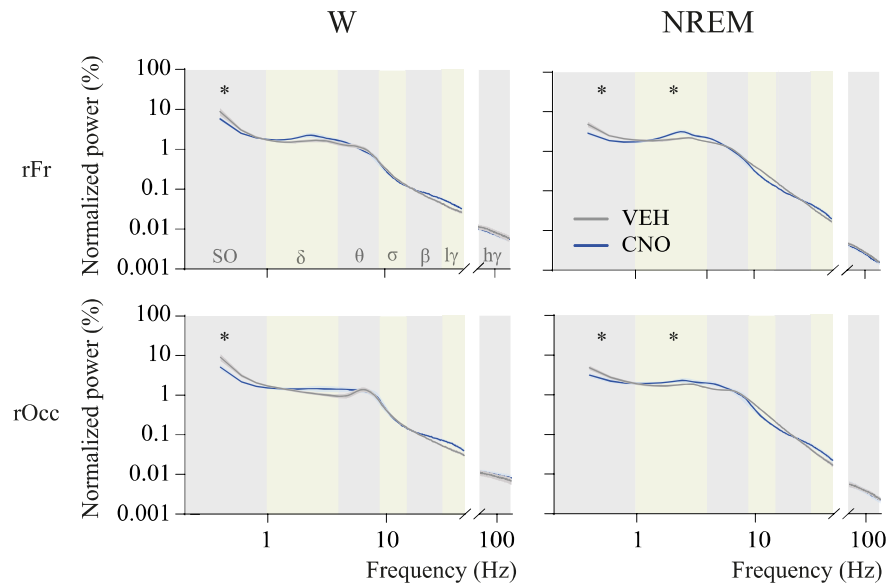 W NREM
100
10
1
0.1
0.01
0.001
rFr
Normalized power (%)
*
* *
VEH
CNO
SO δ θ σ β lγ hγ
100
10
1
0.1
0.01
0.001
rOcc
Normalized power (%)
*
* *
1 10 100
1 10 100
Frequency (Hz) Frequency (Hz)